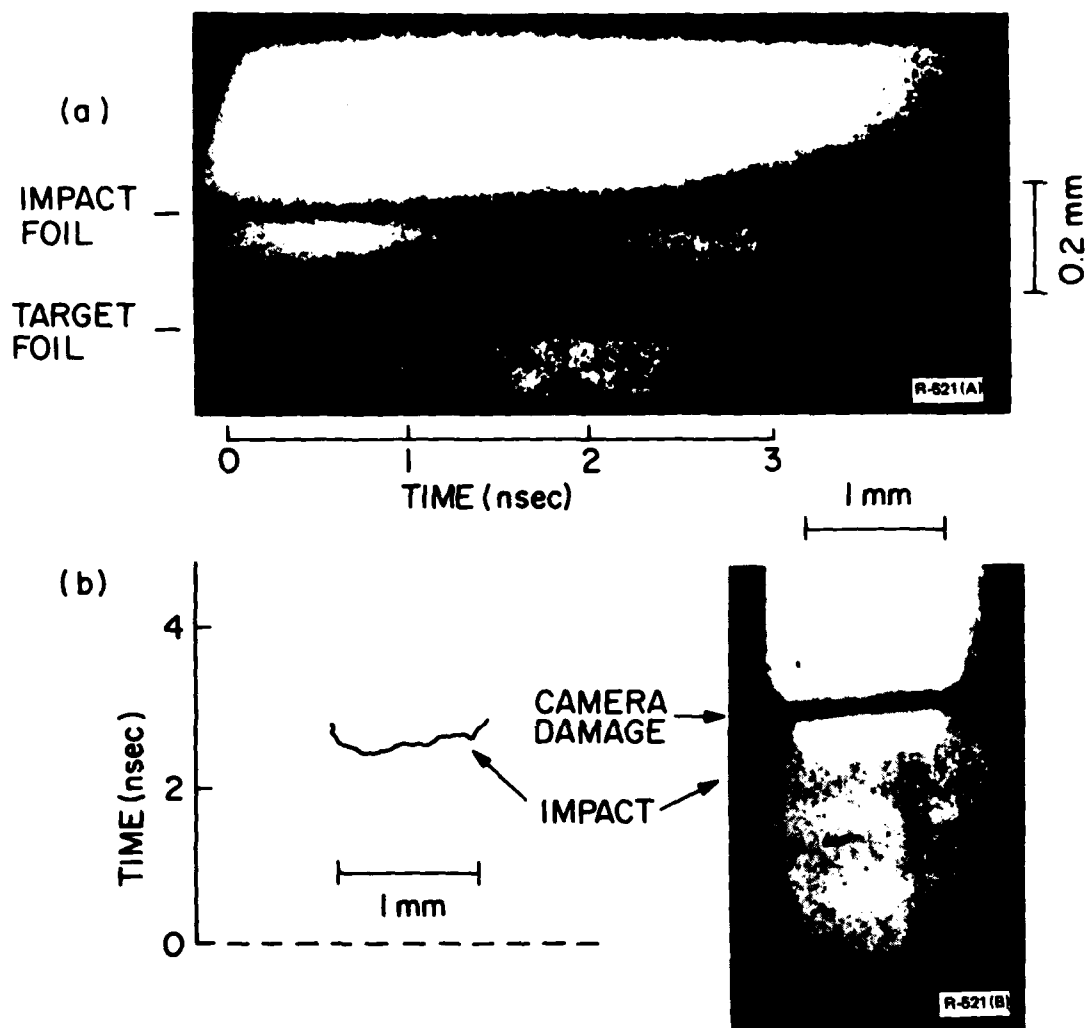 (a)
IMPACT
FOIL
TARGET
FOIL
0.2 mm
R-621(A)
0 1 2 3
TIME (nsec)
1 mm
(b)
4
2
0
TIME (nsec)
CAMERA
DAMAGE
IMPACT
1 mm
R-621(B)